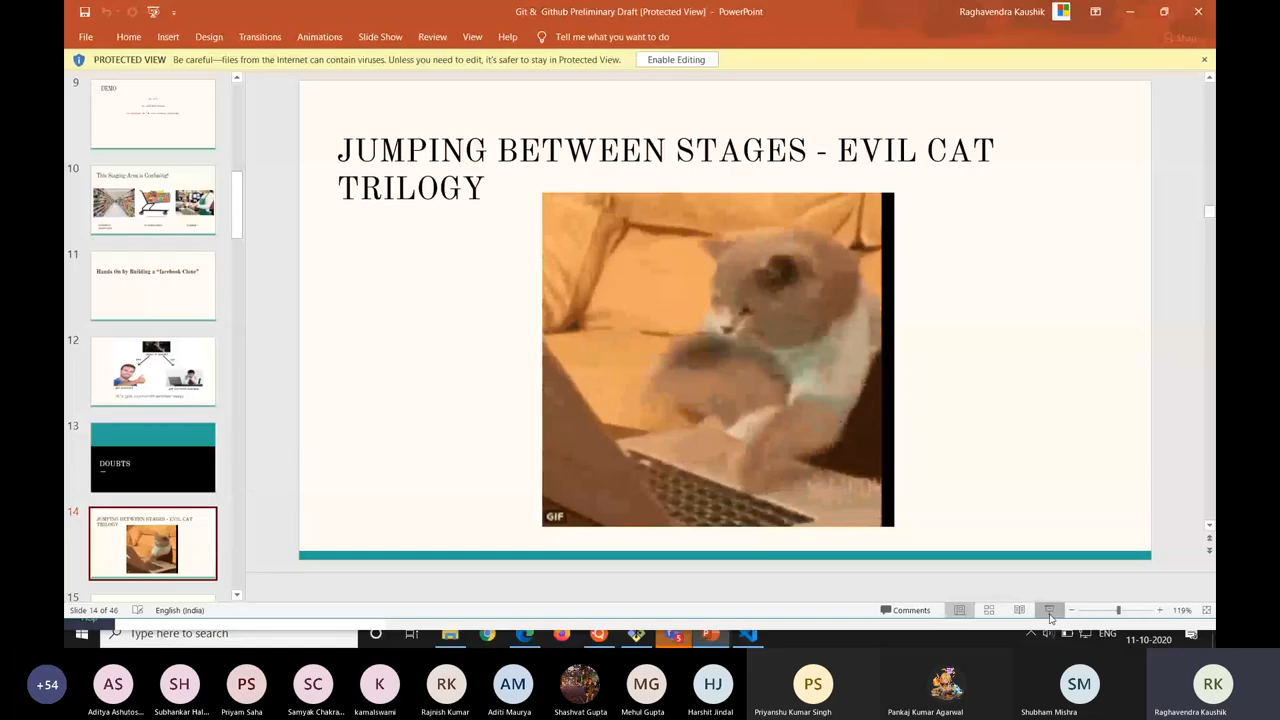 Git &  Github Preliminary Draft [Protected View]  -  PowerPoint
Raghavendra Kaushik
File Home Insert Design Transitions Animations Slide Show Review View Help Tell me what you want to do
PROTECTED VIEW Be careful—files from the Internet can contain viruses. Unless you need to edit, it's safer to stay in Protected View. Enable Editing
9
DEMO
10
This Staging Area is Confusing!
11
Hands On by Building a "facebook Clone"
12
13
DOUBTS
14
JUMPING BETWEEN STAGES - EVIL CAT
TRILOGY
15
JUMPING BETWEEN STAGES - EVIL CAT
TRILOGY
GIF
Slide 14 of 46 English (India) Comments 119%
Type here to search
ENG
11-10-2020
+54 AS SH PS SC K RK AM MG HJ PS SM RK
Aditya Ashutos... Subhankar Hal... Priyam Saha Samyak Chakra... kamalswami Rajnish Kumar Aditi Maurya Shashvat Gupta Mehul Gupta Harshit Jindal Priyanshu Kumar Singh Pankaj Kumar Agarwal Shubham Mishra Raghavendra Kaushik